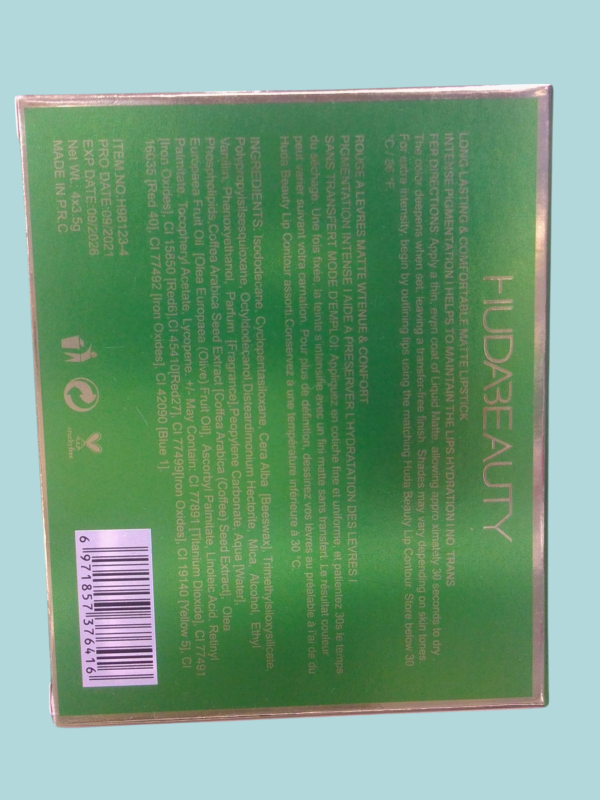 HUDABEAUTY
LONG LASTING & COMFORTABLE MATTE LIPSTICK
INTENSE PIGMENTATION I HELPS TO MAINTAIN THE LIPS HYDRATION I NO TRANS
FER DIRECTIONS: Apply a thin, even coat of Liquid Matte, allowing appro ximately 30 seconds to dry.
The color deepens when set, leaving a transfer-free finish. Shades may vary depending on skin tones
For extra intensity, begin by outlining lips using the matching Huda Beauty Lip Contour. Store below 30
°C / 86 °F.
ROUGE A LEVRES MATTE WTENUE & CONFORT
PIGMENTATION INTENSE I AIDE A PRESERVER L'HYDRATATION DES LÈVRES I
SANS TRANSFERT MODE D'EMPLOI: Appliquez en couche fine et uniforme, et patientez 30s le temps
du séchage. Une fois fixée, la teinte s'intensifie avec un fini matte sans transfert. Le résultat couleur
peut varier suivant votre carnation. Pour plus de définition, dessinez vos lèvres au préalable à l'aide du
Huda Beauty Lip Contour assorti Conservez à une température inférieure à 30 °C.
INGREDIENTS: Isododecane, Cyclopentasiloxane, Cera Alba [Beeswax], Trimethylsiloxysilicate,
Polypropylsilsesquioxane, Octyldodecanol,Disteardimonium Hectorite, Mica, Alcohol, Ethyl
Vanillin, Phenoxyethanol, Parfum [Fragrance],Peopylene Carbonate, Aqua [Water],
Phospholipids,Coffea Arabica Seed Extract [Coffea Arabica (Coffee) Seed Extract], Olea
Europaea Fruit Oil [Olea Europaea (Olive) Fruit Oil], Ascorbyl Palmitate, Linoleic Acid, Retinyl
Palmitate, Tocopheryl Acetate, Lycopene. +/- May Contain: CI 77891 [Titanium Dioxide], CI 77491
[Iron Oxides], CI 15850 [Red6],CI 45410[Red27], CI 77499[Iron Oxides], CI 19140 [Yellow 5], CI
16035 [Red 40], CI 77492 [Iron Oxides], CI 42090 [Blue 1].
ITEM NO.H98123-4
PRO DATE:09/2021
EXP DATE:09/2026
Net Wt. 4x3.5g
MADE IN P.R.C
6 971857 376416